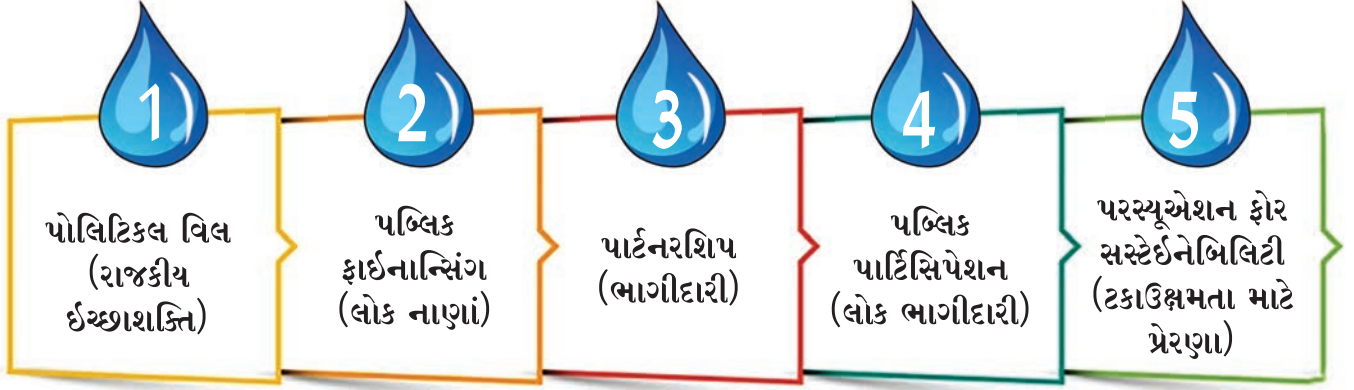 1
પોલિટિકલ વિલ
(રાજકીય
ઈચ્છાશક્તિ)
2
પબ્લિક
ફાઇનાન્સિંગ
(લોક નાણાં)
3
પાર્ટનરશિપ
(ભાગીદારી)
4
પબ્લિક
પાર્ટિસિપેશન
(લોક ભાગીદારી)
5
પરસ્યૂએશન ફોર
સસ્ટેઈનેબિલિટી
(ટકાઉક્ષમતા માટે
પ્રેરણા)